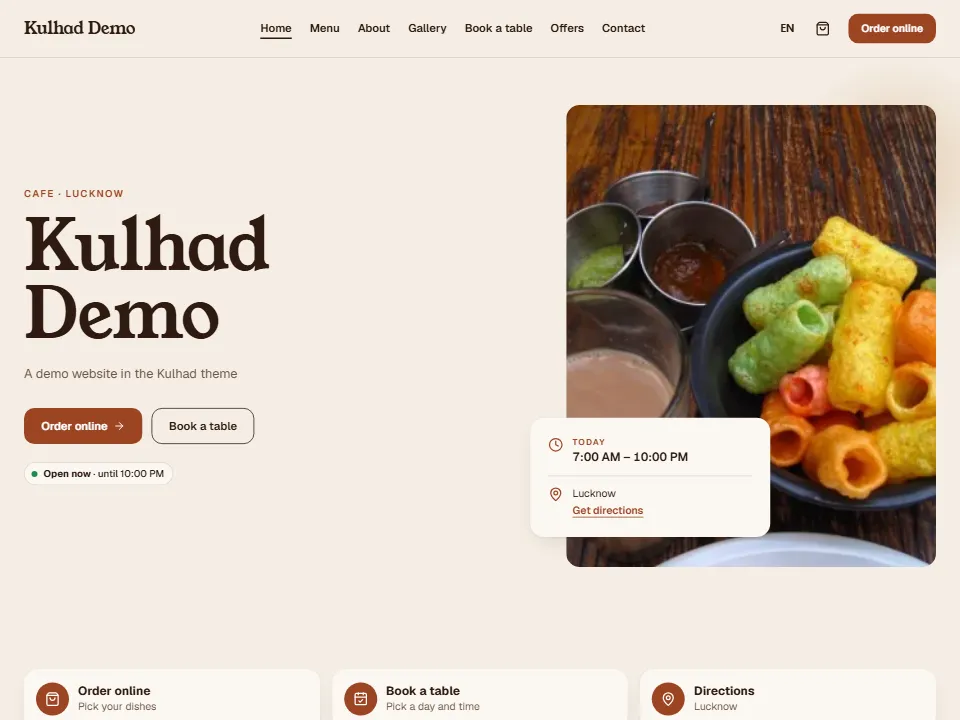 Kulhad Demo
Home
Menu
About
Gallery
Book a table
Offers
Contact
EN
Order online
CAFE · LUCKNOW
Kulhad
Demo
A demo website in the Kulhad theme
Order online →
Book a table
Open now · until 10:00 PM
TODAY
7:00 AM – 10:00 PM
Lucknow
Get directions
Order online
Pick your dishes
Book a table
Pick a day and time
Directions
Lucknow